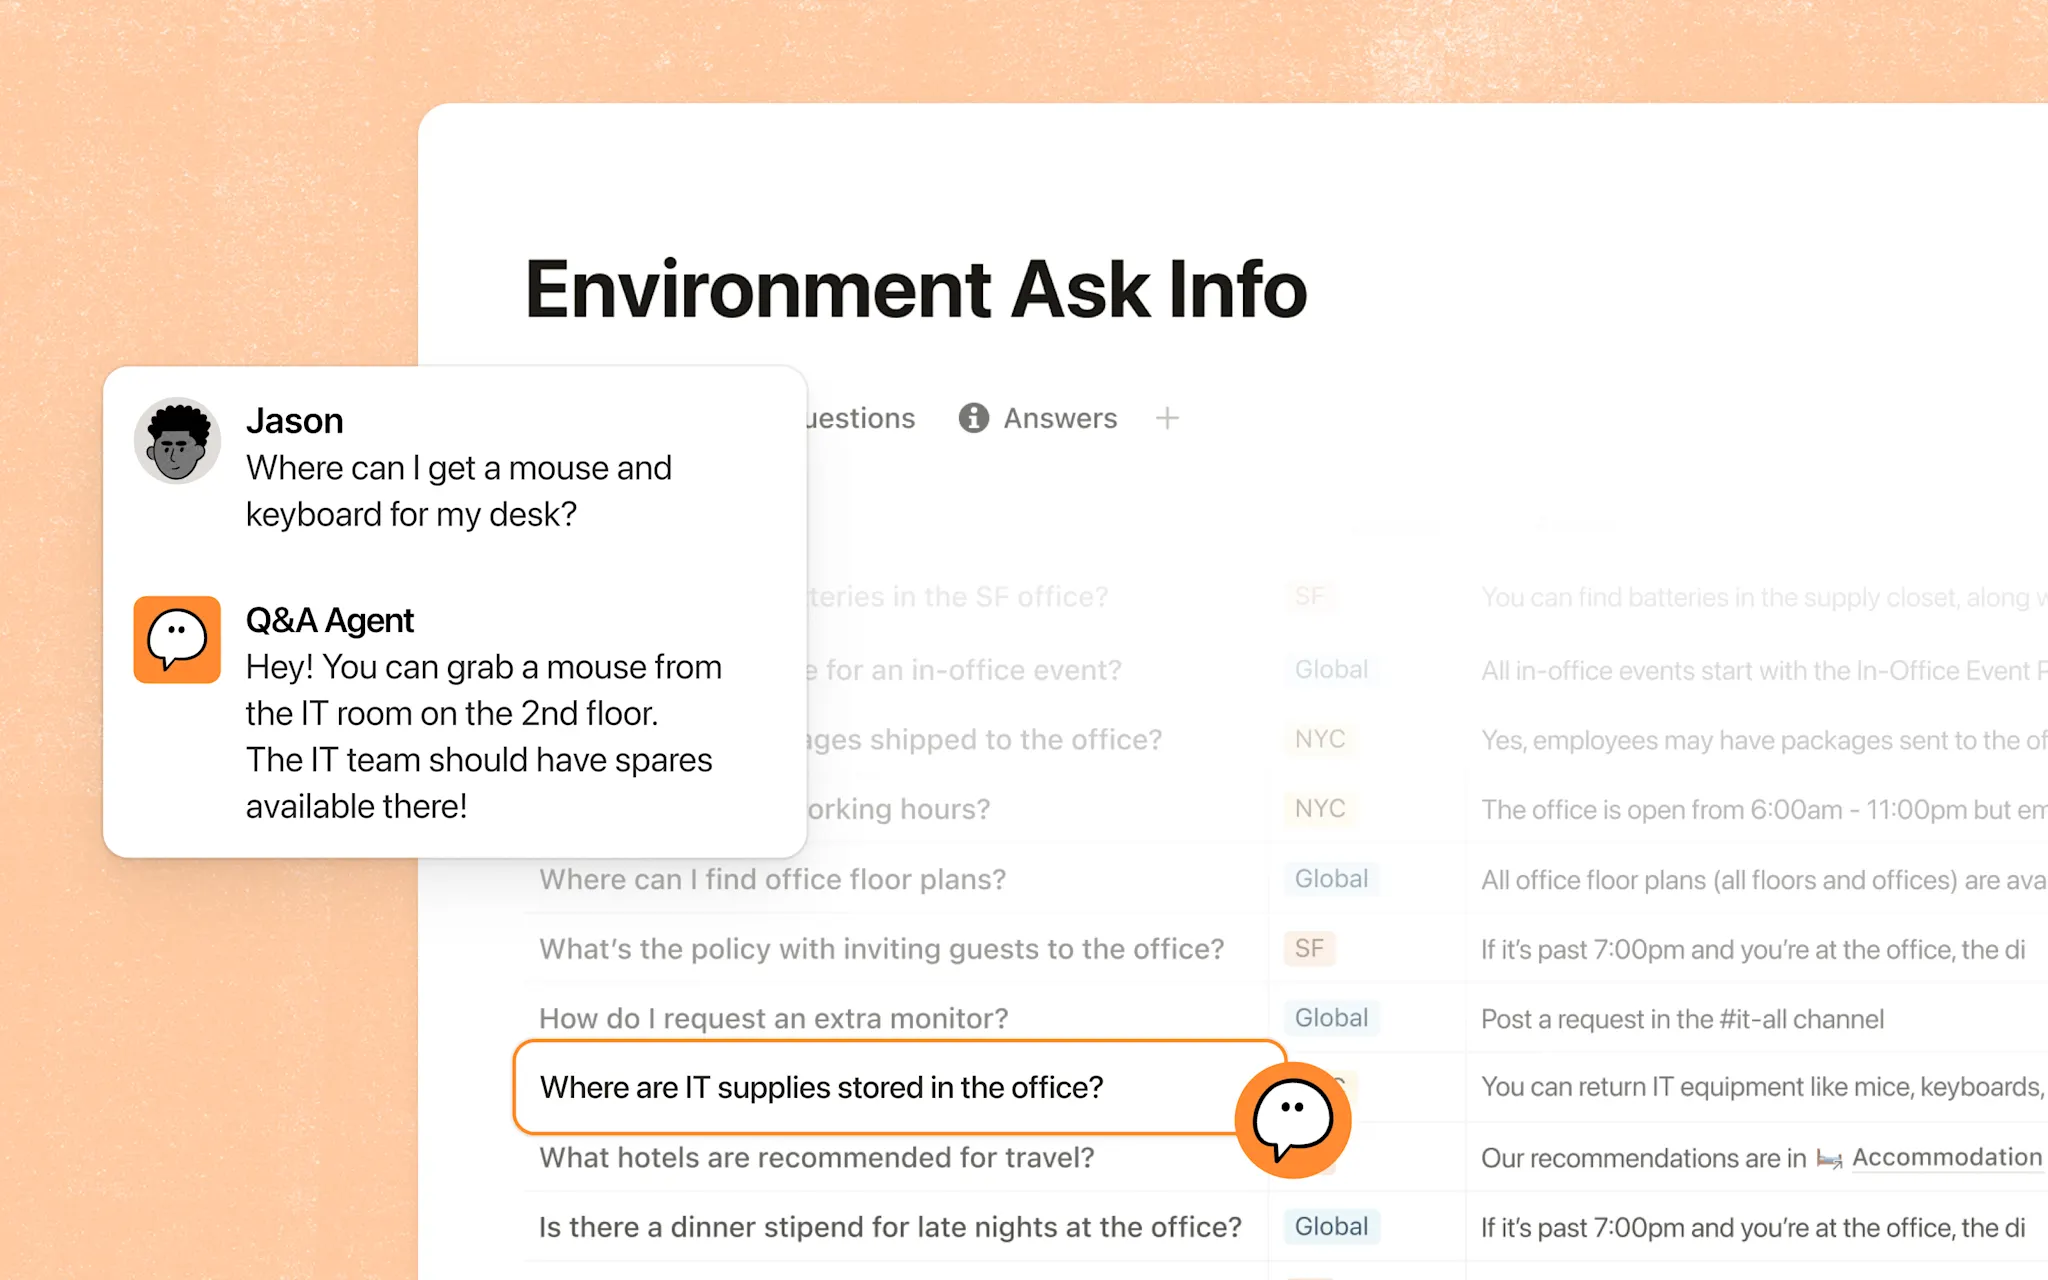 Environment Ask Info
Answers
Jason
Where can I get a mouse and
keyboard for my desk?
Q&A Agent
Hey! You can grab a mouse from
the IT room on the 2nd floor.
The IT team should have spares
available there!
in the SF office? SF You can find batteries in the supply closet, along
for an in-office event? Global All in-office events start with the In-Office Event
shipped to the office? NYC Yes, employees may have packages sent to the
hours? NYC The office is open from 6:00am - 11:00pm but
Where can I find office floor plans? Global All office floor plans (all floors and offices) are
What’s the policy with inviting guests to the office? SF If it’s past 7:00pm and you’re at the office, the di
How do I request an extra monitor? Global Post a request in the #it-all channel
Where are IT supplies stored in the office? You can return IT equipment like mice, keyboards,
What hotels are recommended for travel? Our recommendations are in Accommodation
Is there a dinner stipend for late nights at the office? Global If it’s past 7:00pm and you’re at the office, the di